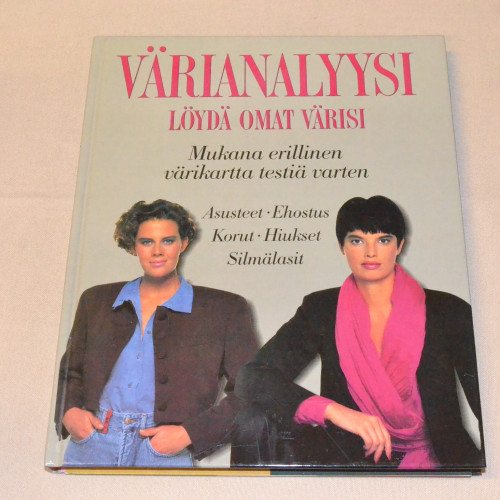 VÄRIANALYYSI
LÖYDÄ OMAT VÄRISI
Mukana erillinen
värikartta testiä varten
Asusteet · Ehostus
Korut · Hiukset
Silmälasit